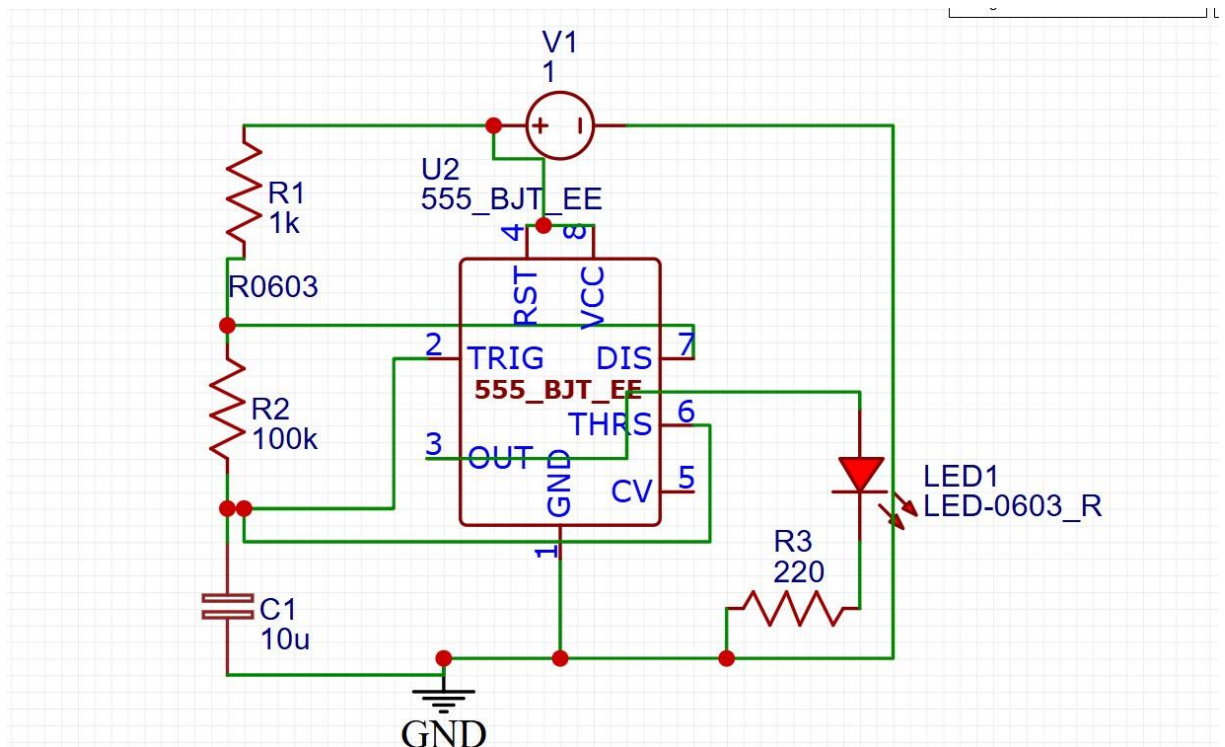 V1
1
U2
555_BJT_EE
4
8
R1
1k
RST
VCC
R0603
2
TRIG
DIS
7
555_BJT_EE
R2
100k
THRS
6
3
OUT
GND
CV
5
LED1
LED-0603_R
1
R3
220
C1
10u
GND